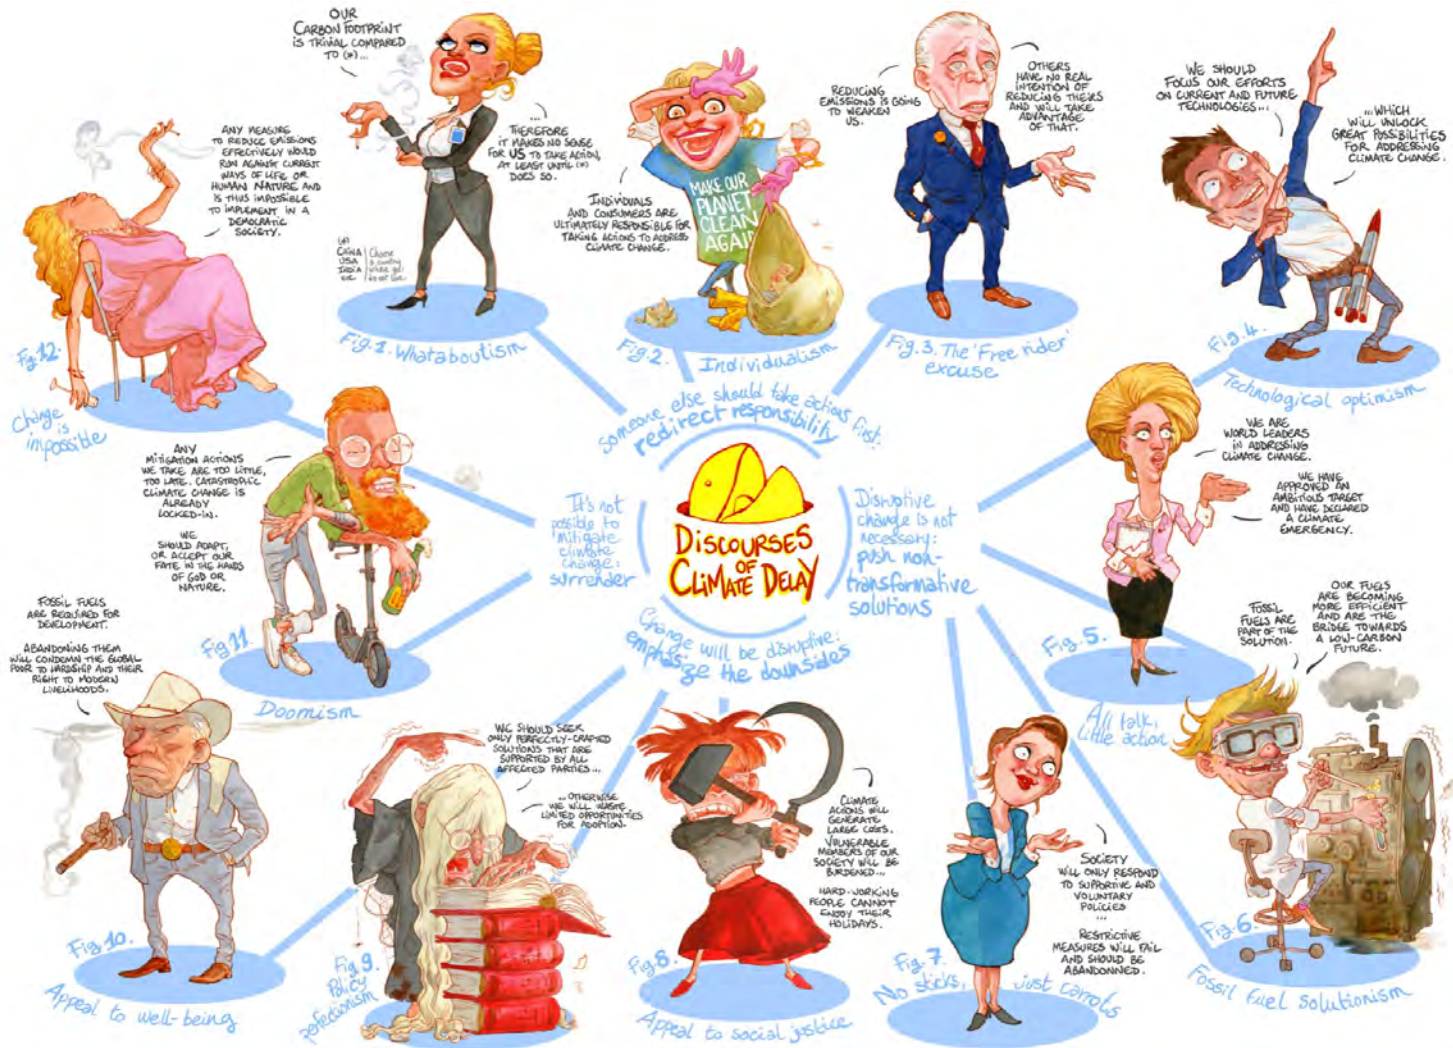 OUR
CARBON FOOTPRINT
IS TRIVIAL COMPARED
TO (*)...
...
THEREFORE
IT MAKES NO SENSE
FOR US TO TAKE ACTION,
AT LEAST UNTIL (*)
DOES SO.
(*)
CHINA
USA
INDIA
etc.
Choose
a country
Fig.1. Whataboutism
INDIVIDUALS
AND CONSUMERS ARE
ULTIMATELY RESPONSIBLE FOR
TAKING ACTIONS TO ADDRESS
CLIMATE CHANGE.
MAKE OUR
PLANET
CLEAN
AGAIN
Fig.2. Individualism
REDUCING
EMISSIONS IS GOING
TO WEAKEN
US.
OTHERS
HAVE NO REAL
INTENTION OF
REDUCING THEIRS
AND WILL TAKE
ADVANTAGE
OF THAT.
Fig.3. The 'Free rider'
excuse
WE SHOULD
FOCUS OUR EFFORTS
ON CURRENT AND FUTURE
TECHNOLOGIES...
...WHICH
WILL UNLOCK
GREAT POSSIBILITIES
FOR ADDRESSING
CLIMATE CHANGE.
Fig.4.
Technological optimism
WE ARE
WORLD LEADERS
IN ADDRESSING
CLIMATE CHANGE.
WE HAVE
APPROVED AN
AMBITIOUS TARGET
AND HAVE DECLARED
A CLIMATE
EMERGENCY.
Fig.5.
All talk,
little action
FOSSIL
FUELS ARE
PART OF THE
SOLUTION.
OUR FUELS
ARE BECOMING
MORE EFFICIENT
AND ARE THE
BRIDGE TOWARDS
A LOW-CARBON
FUTURE.
Fig.6.
Fossil fuel solutionism
SOCIETY
WILL ONLY RESPOND
TO SUPPORTIVE AND
VOLUNTARY
POLICIES
...
RESTRICTIVE
MEASURES WILL FAIL
AND SHOULD BE
ABANDONNED.
Fig.7.
No sticks, just carrots
CLIMATE
ACTIONS WILL
GENERATE
LARGE COSTS.
VULNERABLE
MEMBERS OF OUR
SOCIETY WILL BE
BURDENED...
HARD-WORKING
PEOPLE CANNOT
ENJOY THEIR
HOLIDAYS.
Fig.8.
Appeal to social justice
WE SHOULD SEEK
ONLY PERFECTLY-CRAFTED
SOLUTIONS THAT ARE
SUPPORTED BY ALL
AFFECTED PARTIES...
...OTHERWISE
WE WILL WASTE
LIMITED OPPORTUNITIES
FOR ADOPTION.
Fig 9.
Policy
perfectionism
FOSSIL FUELS
ARE REQUIRED FOR
DEVELOPMENT.
ABANDONING THEM
WILL CONDEMN THE GLOBAL
POOR TO HARDSHIP AND THEIR
RIGHT TO MODERN
LIVELIHOODS.
Fig.10.
Appeal to well-being
ANY
MITIGATION ACTIONS
WE TAKE ARE TOO LITTLE,
TOO LATE. CATASTROPHIC
CLIMATE CHANGE IS
ALREADY
LOCKED-IN.
WE
SHOULD ADAPT,
OR ACCEPT OUR
FATE IN THE HANDS
OF GOD OR
NATURE.
Fig 11.
Doomism
ANY MEASURE
TO REDUCE EMISSIONS
EFFECTIVELY WOULD
RUN AGAINST CURRENT
WAYS OF LIFE OR
HUMAN NATURE AND
IS THUS IMPOSSIBLE
TO IMPLEMENT IN A
DEMOCRATIC
SOCIETY.
Fig.12.
Change
is
impossible
DISCOURSES
OF
CLIMATE DELAY
Someone else should take actions first:
redirect responsibility
Disruptive
change is not
necessary:
push non-
transformative
solutions
Change will be disruptive:
emphasize the downsides
It's not
possible to
mitigate
climate
change:
surrender